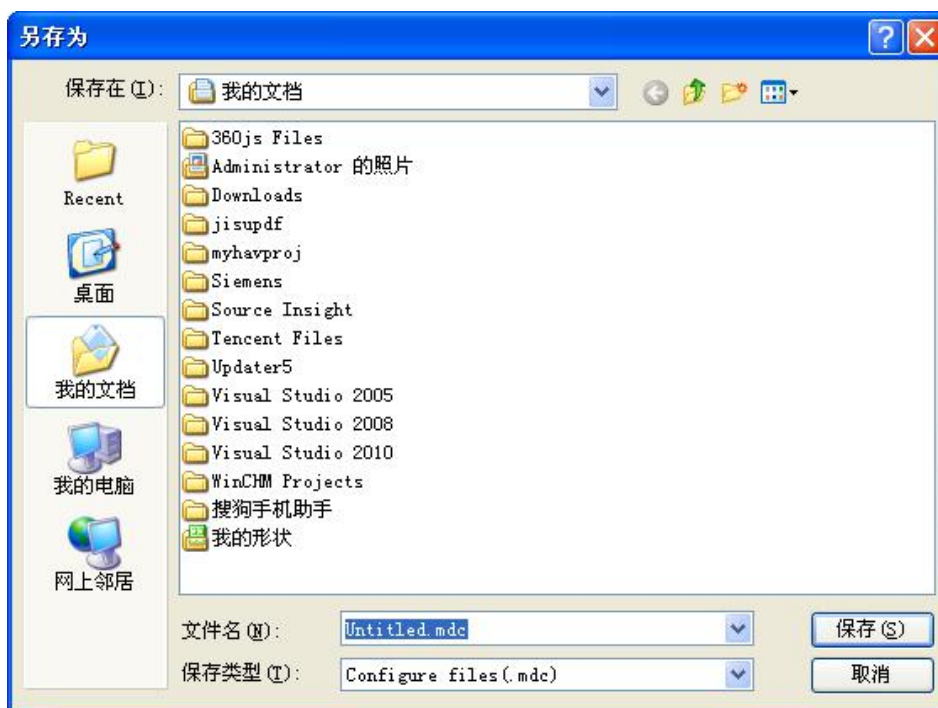 另存为
保存在(I):
我的文档
360js Files
Administrator 的照片
Downloads
jisupdf
myhavproj
Siemens
Source Insight
Tencent Files
Updater5
Visual Studio 2005
Visual Studio 2008
Visual Studio 2010
WinCHM Projects
搜狗手机助手
我的形状
Recent
桌面
我的文档
我的电脑
网上邻居
文件名(N):
Untitled.mdc
保存(S)
保存类型(T):
Configure files(.mdc)
取消